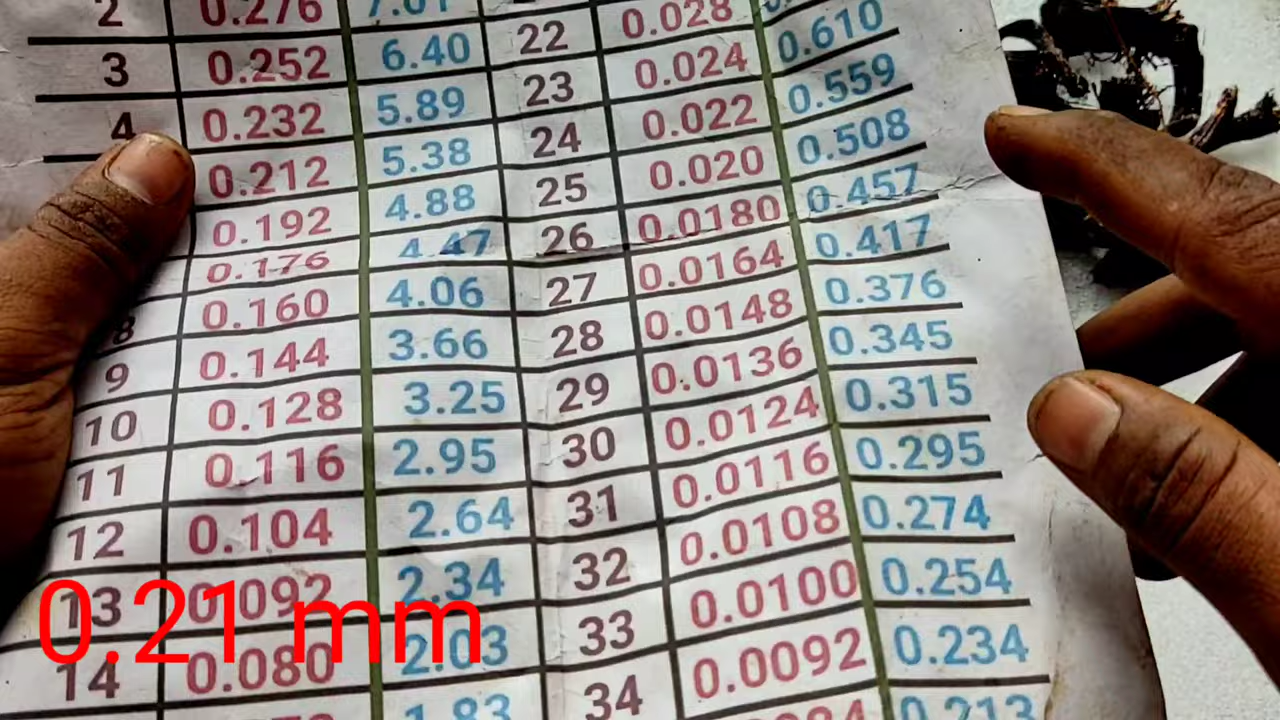 2 0.276 7.01 0.028
3 0.252 6.40 22 0.024 0.610
4 0.232 5.89 23 0.022 0.559
0.212 5.38 24 0.020 0.508
0.192 4.88 25 0.0180 0.457
0.176 4.47 26 0.0164 0.417
8 0.160 4.06 27 0.0148 0.376
9 0.144 3.66 28 0.0136 0.345
10 0.128 3.25 29 0.0124 0.315
11 0.116 2.95 30 0.0116 0.295
12 0.104 2.64 31 0.0108 0.274
13 0.092 2.34 32 0.0100 0.254
14 0.080 2.03 33 0.0092 0.234
1.83 34 0.213
0.21 mm